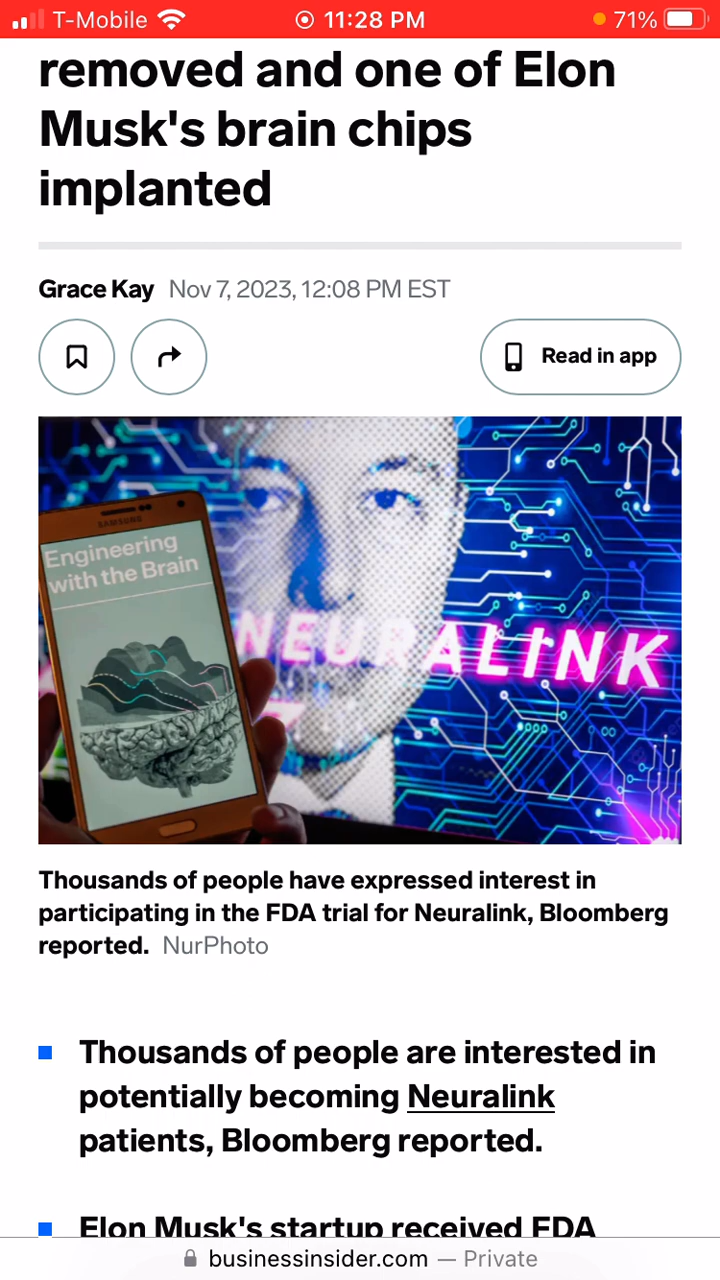 T-Mobile 11:28 PM 71%
removed and one of Elon
Musk's brain chips
implanted
Grace Kay Nov 7, 2023, 12:08 PM EST
Read in app
SAMSUNG
Engineering
with the Brain
NEURALINK
Thousands of people have expressed interest in
participating in the FDA trial for Neuralink, Bloomberg
reported. NurPhoto
Thousands of people are interested in
potentially becoming Neuralink
patients, Bloomberg reported.
Elon Musk's startup received FDA
businessinsider.com — Private